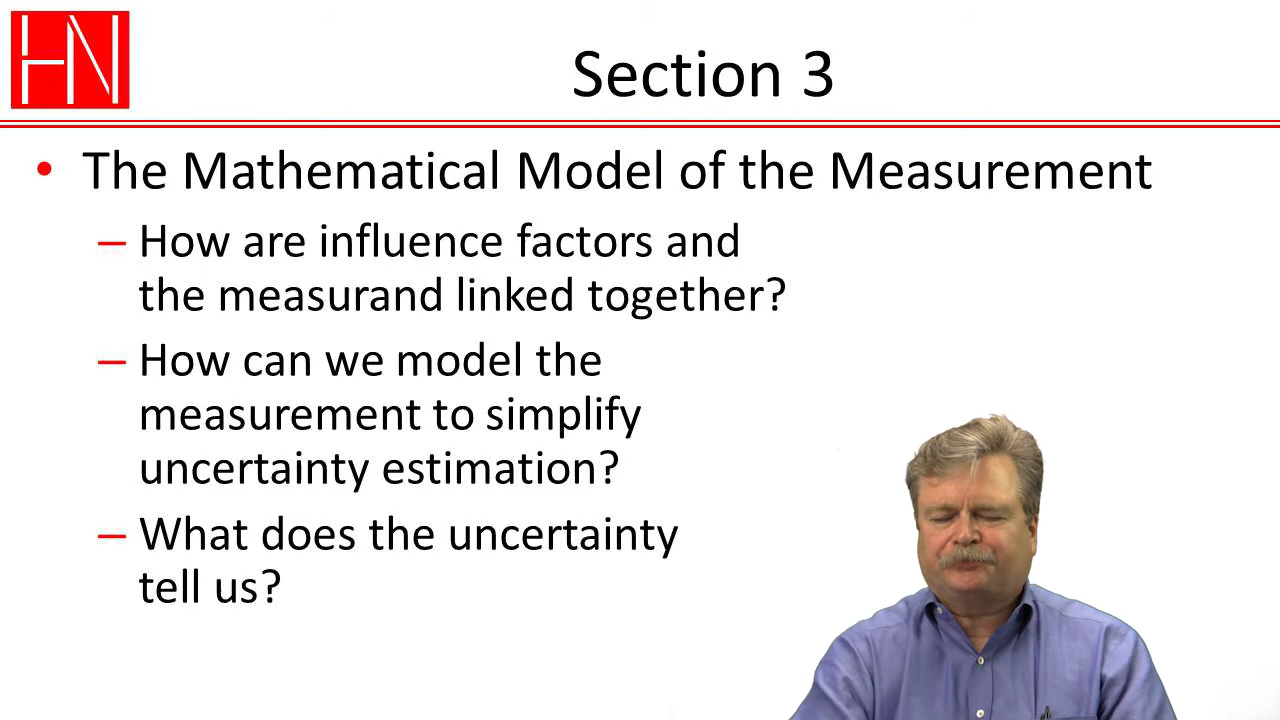 HN
Section 3
• The Mathematical Model of the Measurement
– How are influence factors and
the measurand linked together?
– How can we model the
measurement to simplify
uncertainty estimation?
– What does the uncertainty
tell us?